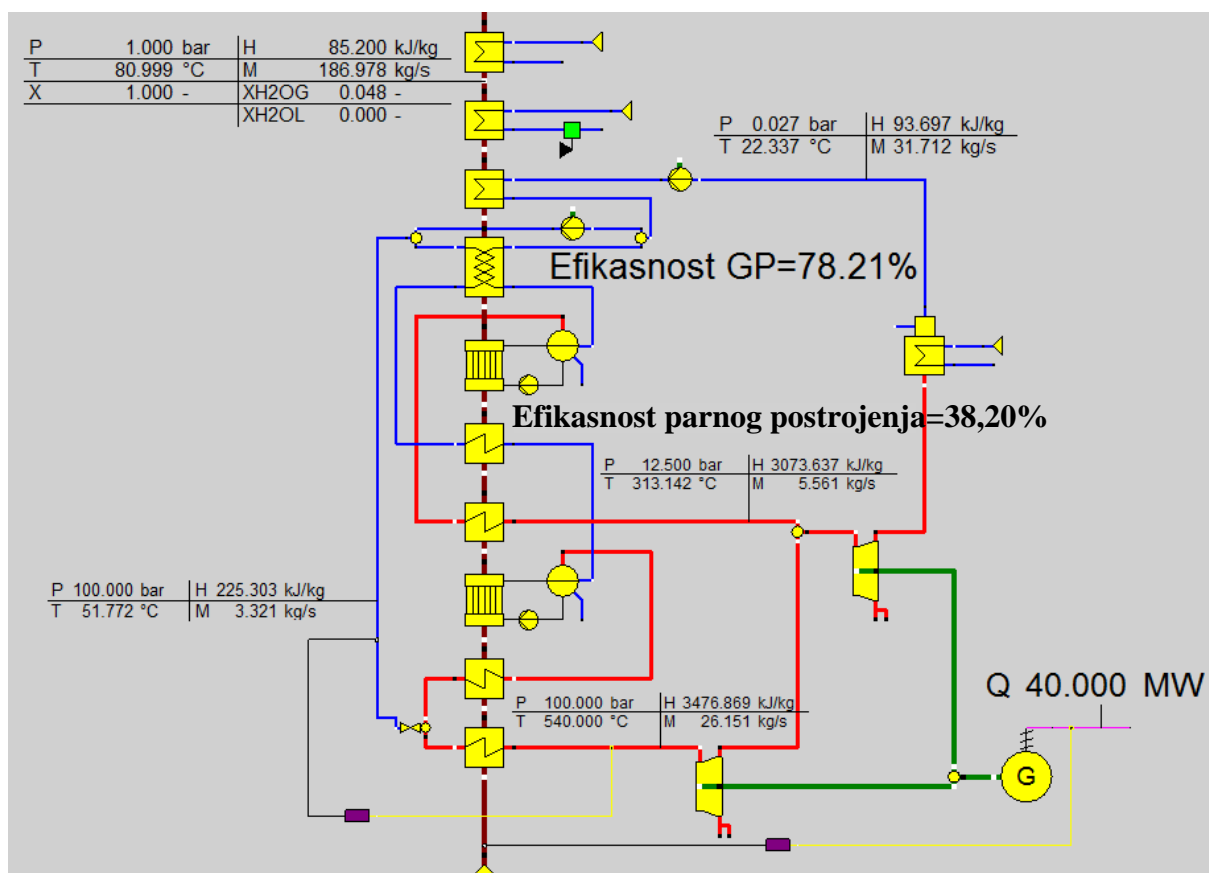 P 1.000 bar H 85.200 kJ/kg
T 80.999 °C M 186.978 kg/s
X 1.000 - XH2OG 0.048 -
XH2OL 0.000 -
P 0.027 bar H 93.697 kJ/kg
T 22.337 °C M 31.712 kg/s
Efikasnost GP=78.21%
Efikasnost parnog postrojenja=38,20%
P 12.500 bar H 3073.637 kJ/kg
T 313.142 °C M 5.561 kg/s
P 100.000 bar H 225.303 kJ/kg
T 51.772 °C M 3.321 kg/s
P 100.000 bar H 3476.869 kJ/kg
T 540.000 °C M 26.151 kg/s
Q 40.000 MW
G